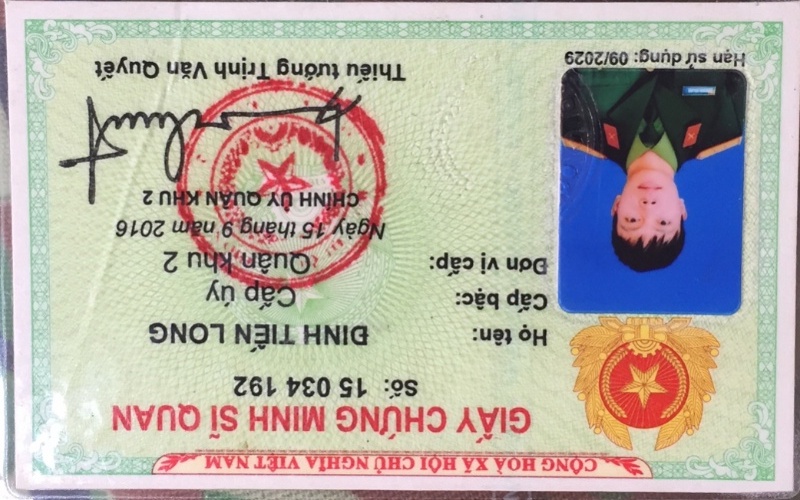 CỘNG HOÀ XÃ HỘI CHỦ NGHĨA VIỆT NAM
GIẤY CHỨNG MINH SĨ QUAN
Số: 15 034 192
Họ tên: ĐINH TIẾN LONG
Cấp bậc: Cấp úy
Đơn vị cấp: Quân khu 2
Ngày 15 thang 9 năm 2016
CHÍNH ỦY QUÂN KHU 2
Thiếu tướng Trịnh Văn Quyết
Hạn sử dụng: 09/2029